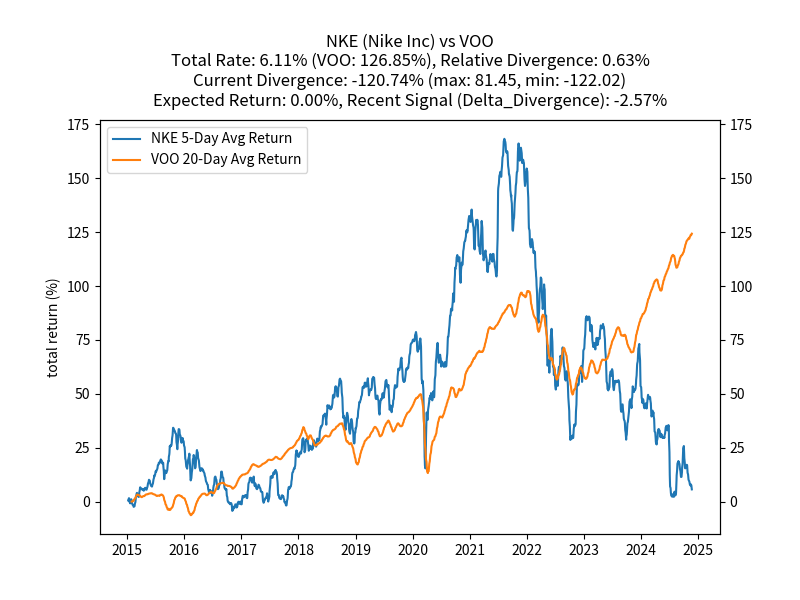 NKE (Nike Inc) vs VOO
Total Rate: 6.11% (VOO: 126.85%), Relative Divergence: 0.63%
Current Divergence: -120.74% (max: 81.45, min: -122.02)
Expected Return: 0.00%, Recent Signal (Delta_Divergence): -2.57%
NKE 5-Day Avg Return
VOO 20-Day Avg Return
total return (%)
175 175
150 150
125 125
100 100
75 75
50 50
25 25
0 0
2015 2016 2017 2018 2019 2020 2021 2022 2023 2024 2025